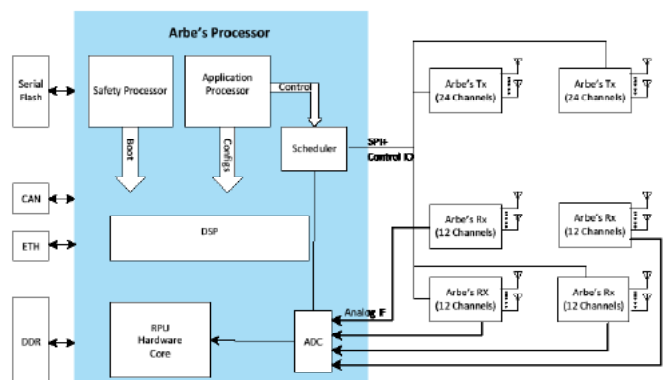 Arbe's Processor
Serial
Flash
Safety Processor
Application
Processor
Control
Boot
Configs
Scheduler
SPI+
Control IO
Arbe's Tx
(24 Channels)
Arbe's Tx
(24 Channels)
CAN
ETH
DSP
Arbe's Rx
(12 Channels)
Arbe's Rx
(12 Channels)
DDR
RPU
Hardware
Core
ADC
Analog IF
Arbe's RX
(12 Channels)
Arbe's Rx
(12 Channels)